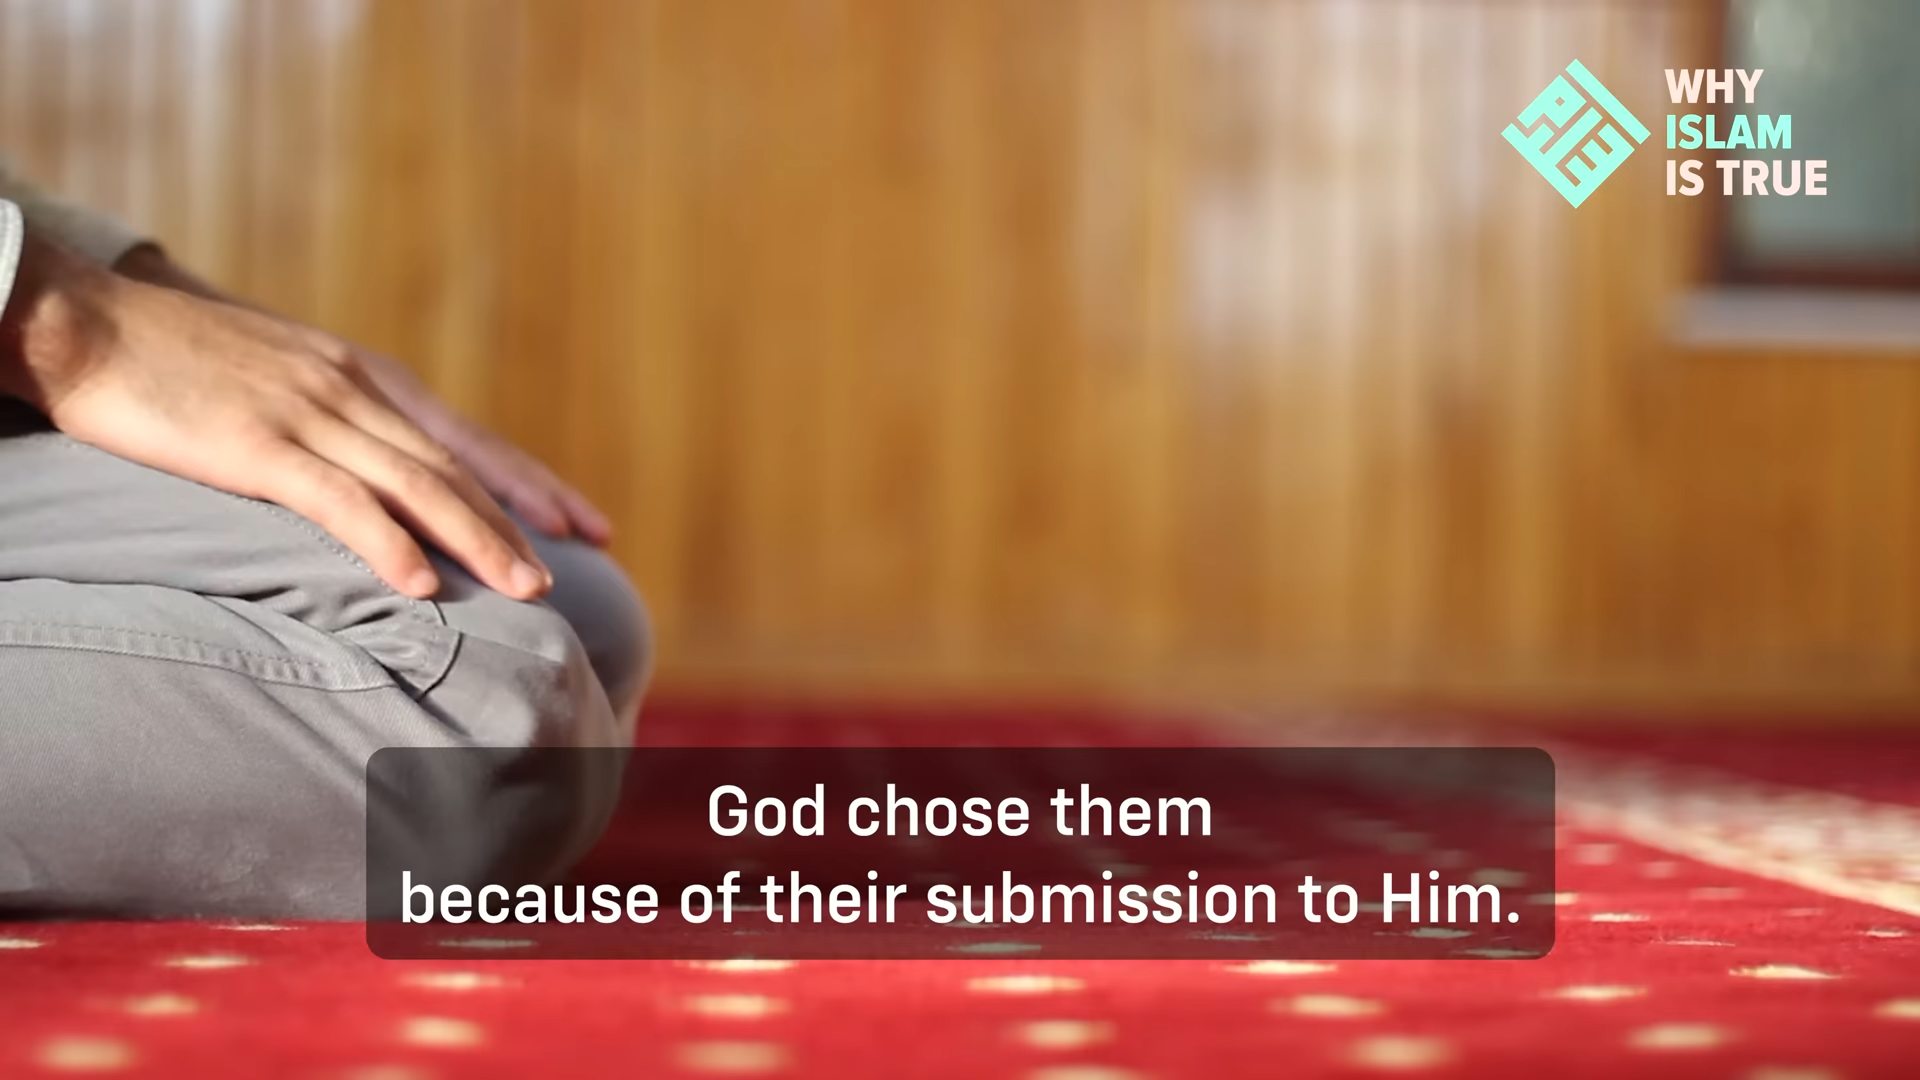 WHY
ISLAM
IS TRUE
God chose them
because of their submission to Him.